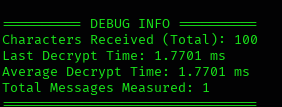 =========== DEBUG INFO ===========
Characters Received (Total): 100
Last Decrypt Time: 1.7701 ms
Average Decrypt Time: 1.7701 ms
Total Messages Measured: 1
==================================